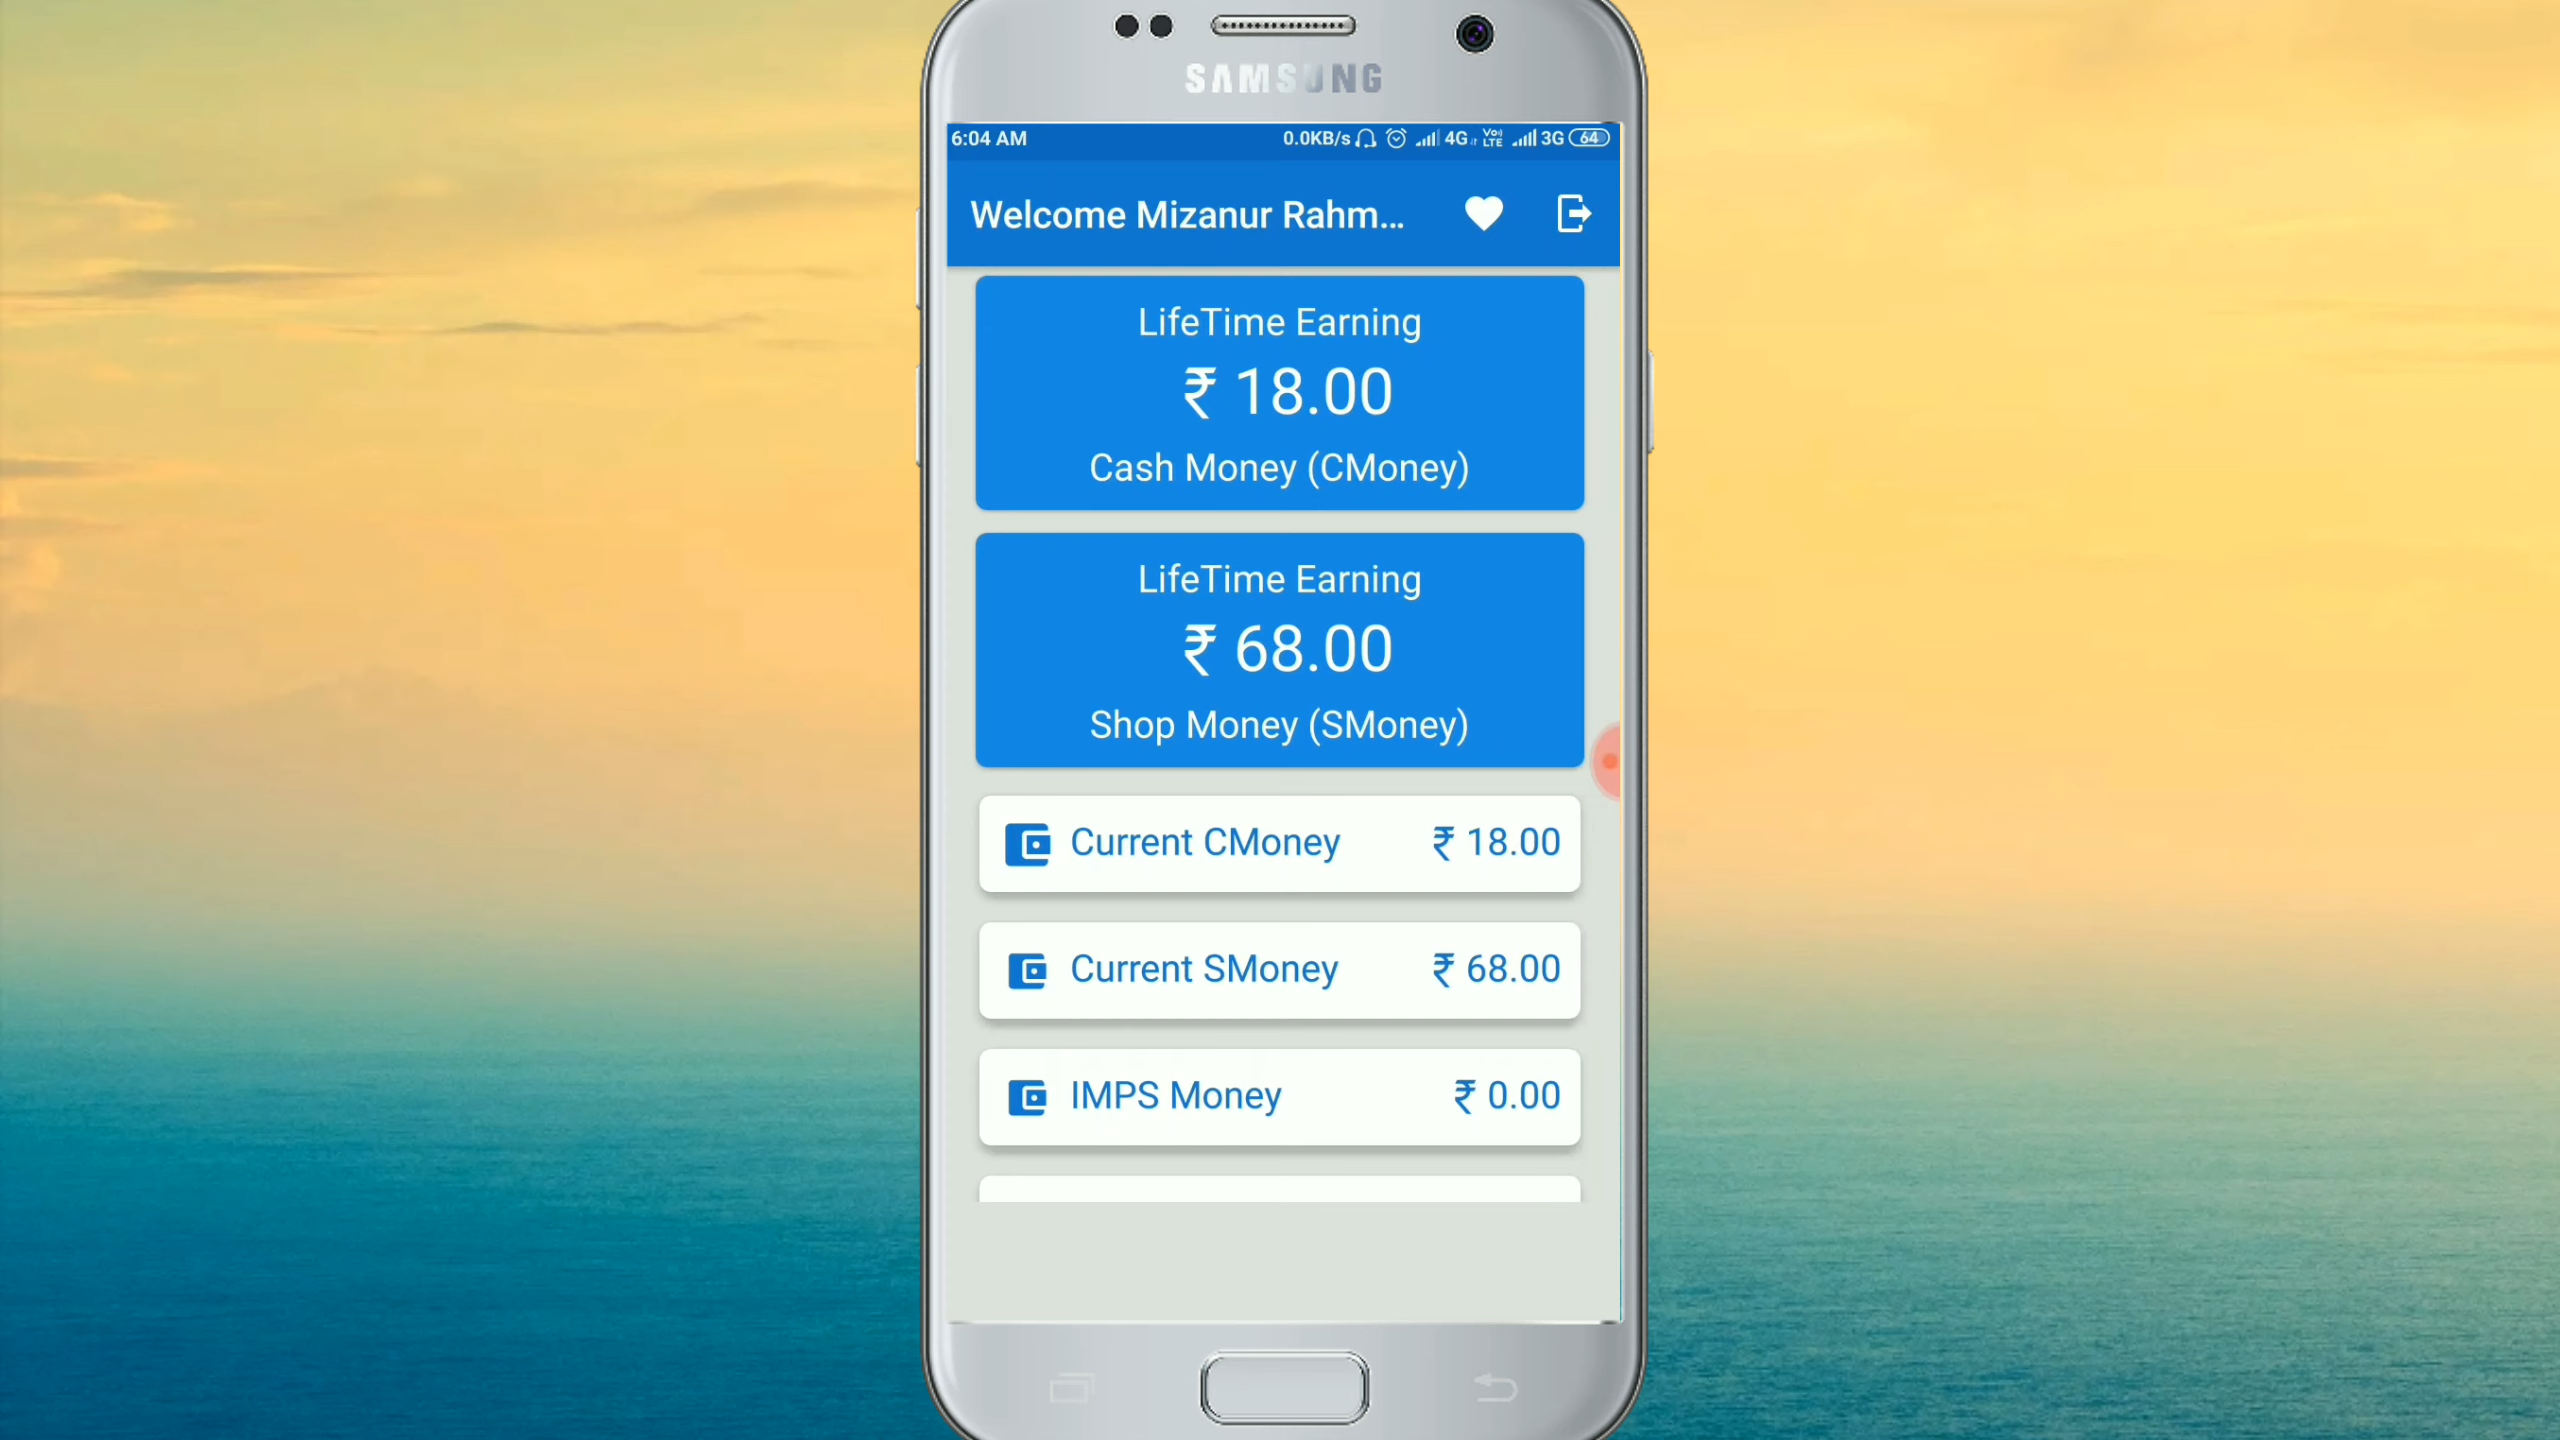 SAMSUNG
6:04 AM 0.0KB/s 4G Vo) LTE 3G 64
Welcome Mizanur Rahm...
LifeTime Earning
₹ 18.00
Cash Money (CMoney)
LifeTime Earning
₹ 68.00
Shop Money (SMoney)
Current CMoney ₹ 18.00
Current SMoney ₹ 68.00
IMPS Money ₹ 0.00